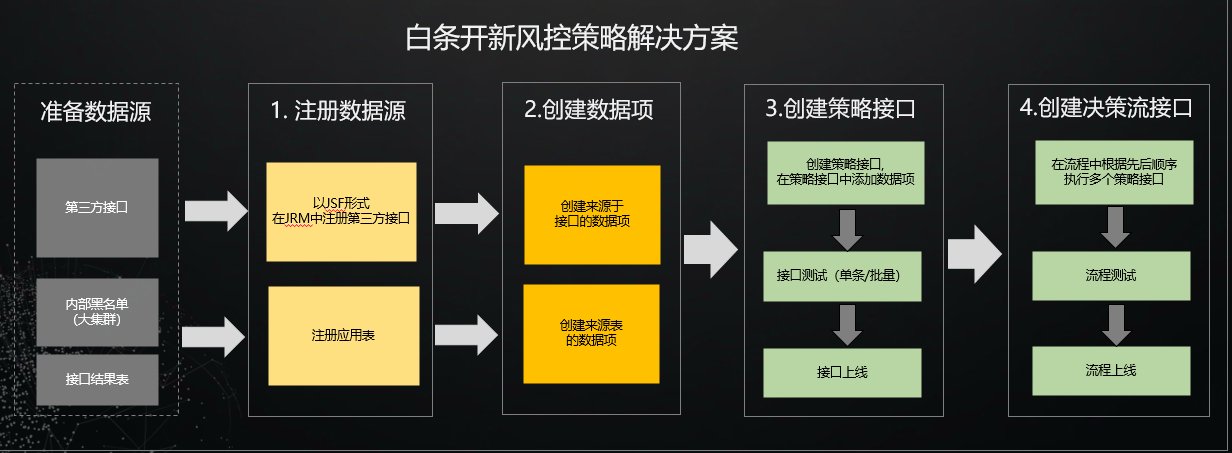 白条开新风控策略解决方案
准备数据源
第三方接口
内部黑名单
(大集群)
接口结果表
1. 注册数据源
以JSF形式
在JRM中注册第三方接口
注册应用表
2.创建数据项
创建来源于
接口的数据项
创建来源表
的数据项
3.创建策略接口
创建策略接口,
在策略接口中添加数据项
接口测试（单条/批量）
接口上线
4.创建决策流接口
在流程中根据先后顺序
执行多个策略接口
流程测试
流程上线